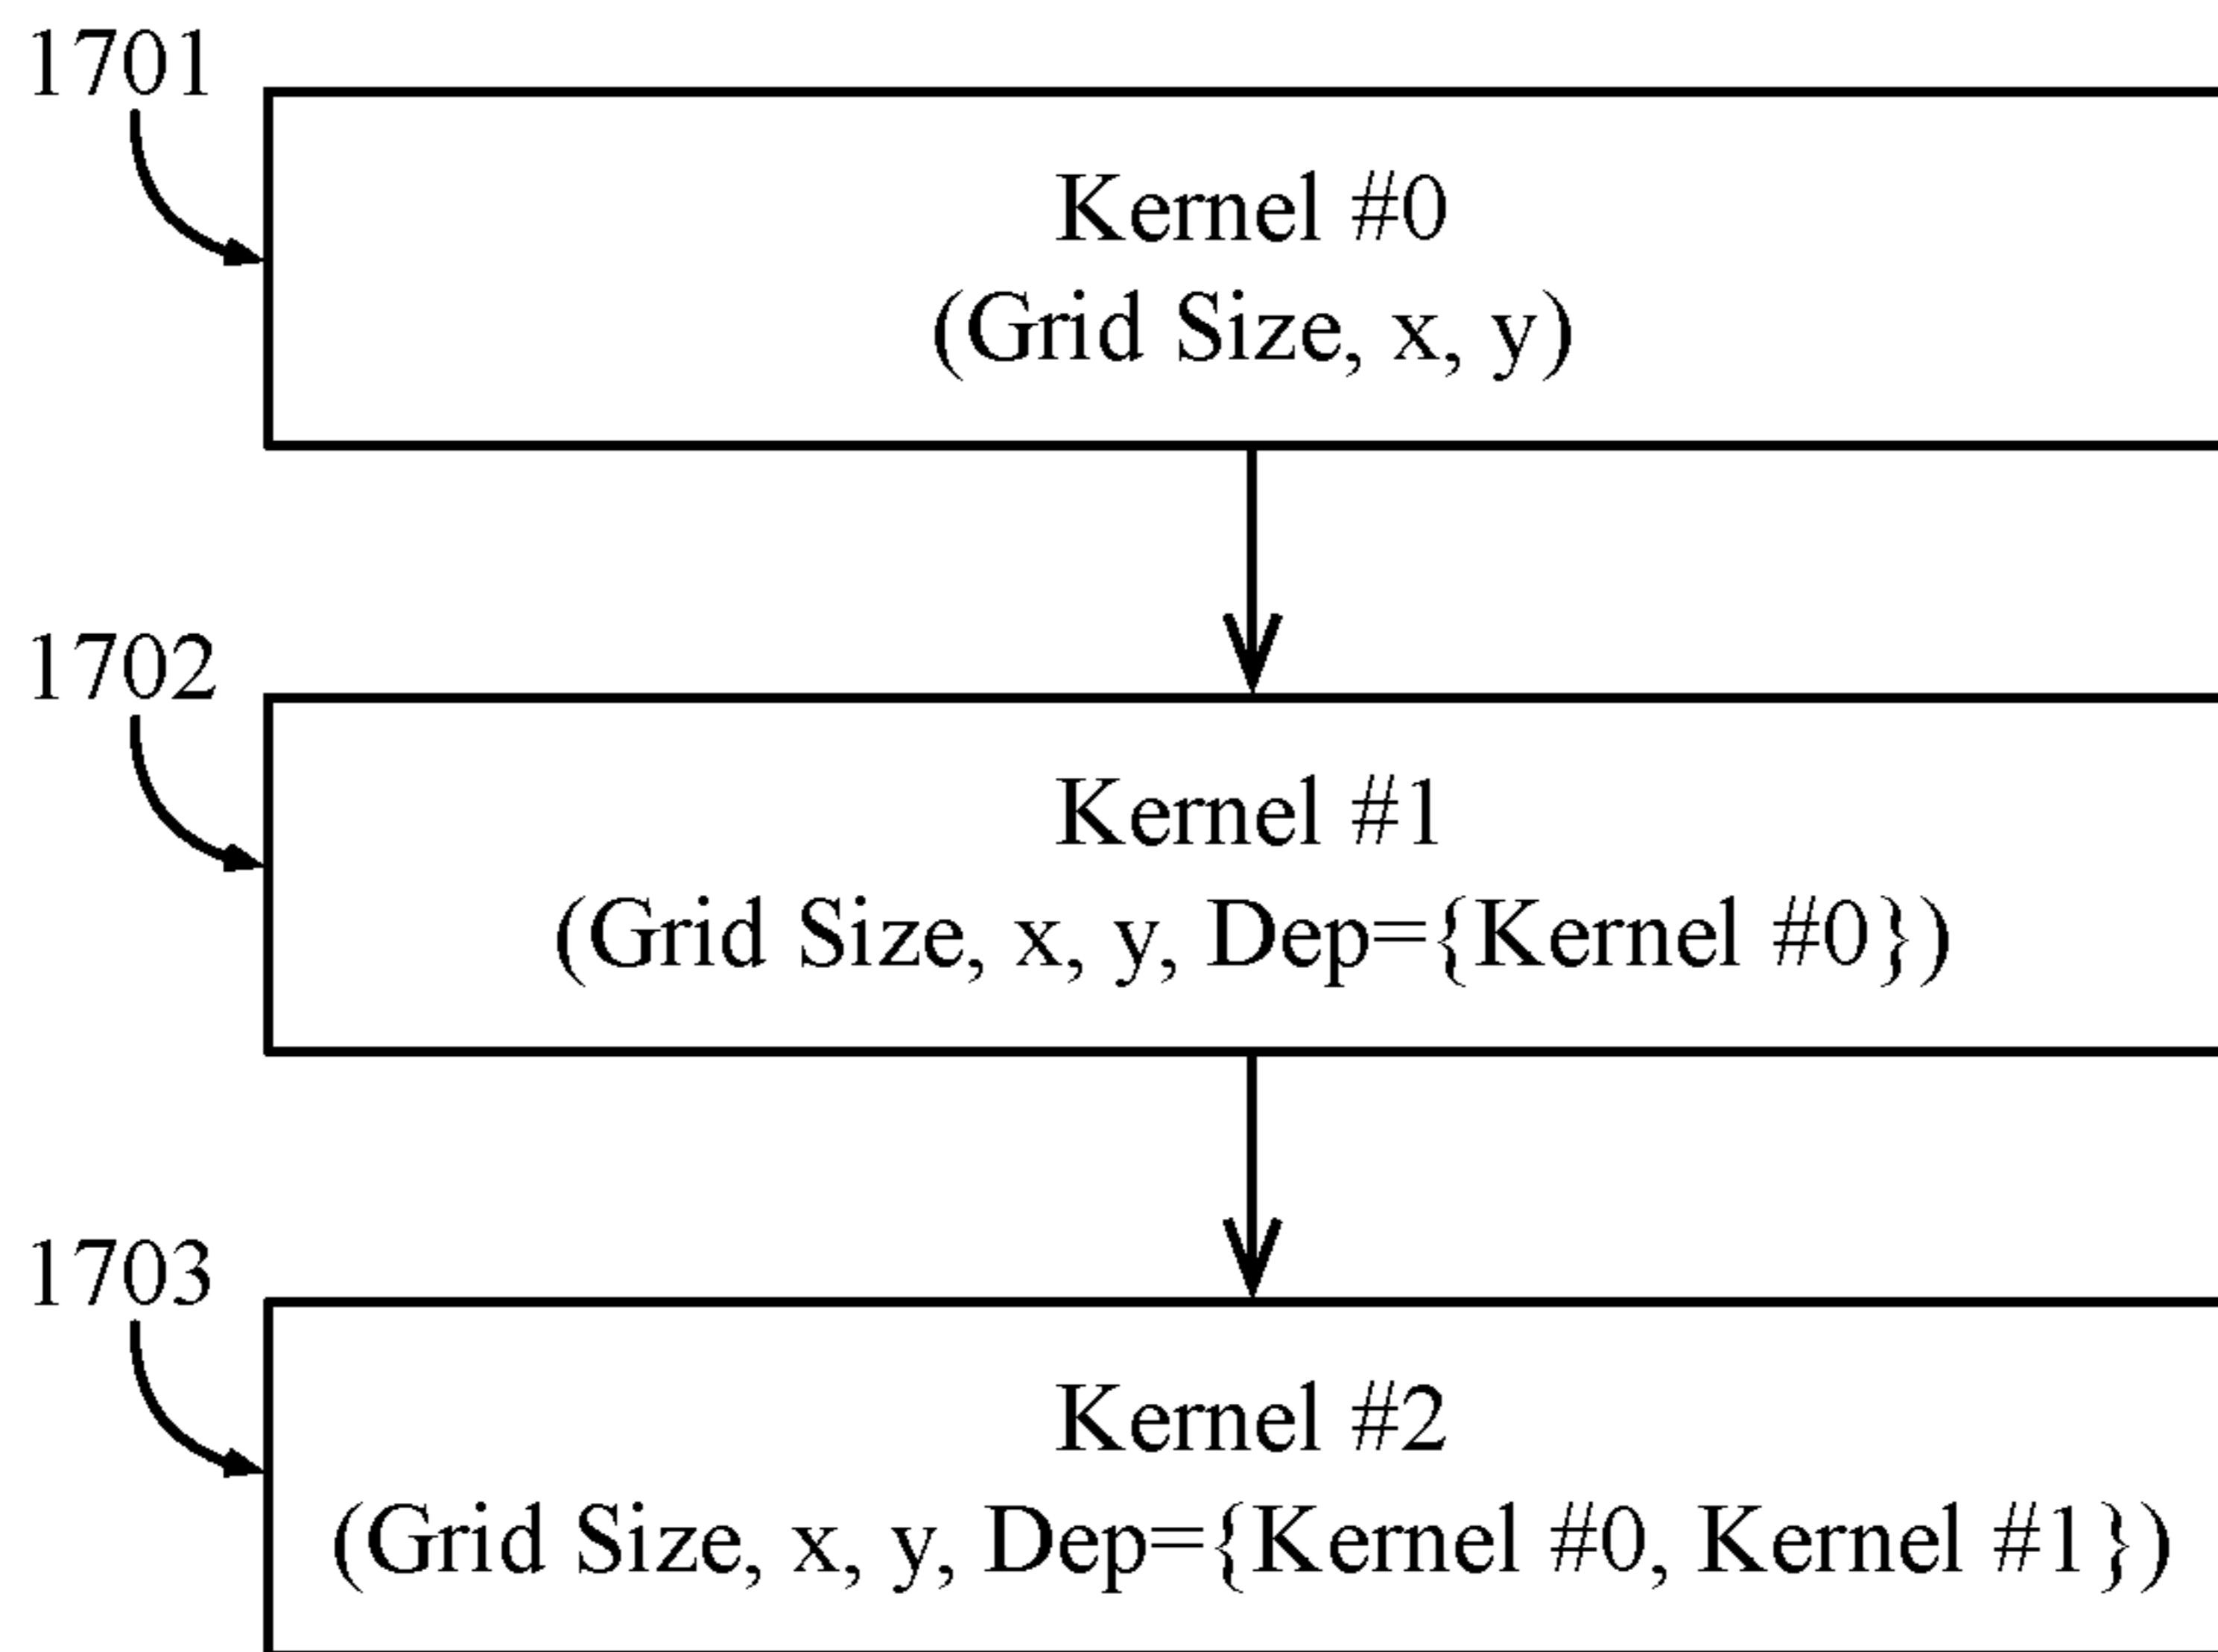 1701
Kernel #0
(Grid Size, x, y)
1702
Kernel #1
(Grid Size, x, y, Dep={Kernel #0})
1703
Kernel #2
(Grid Size, x, y, Dep={Kernel #0, Kernel #1})